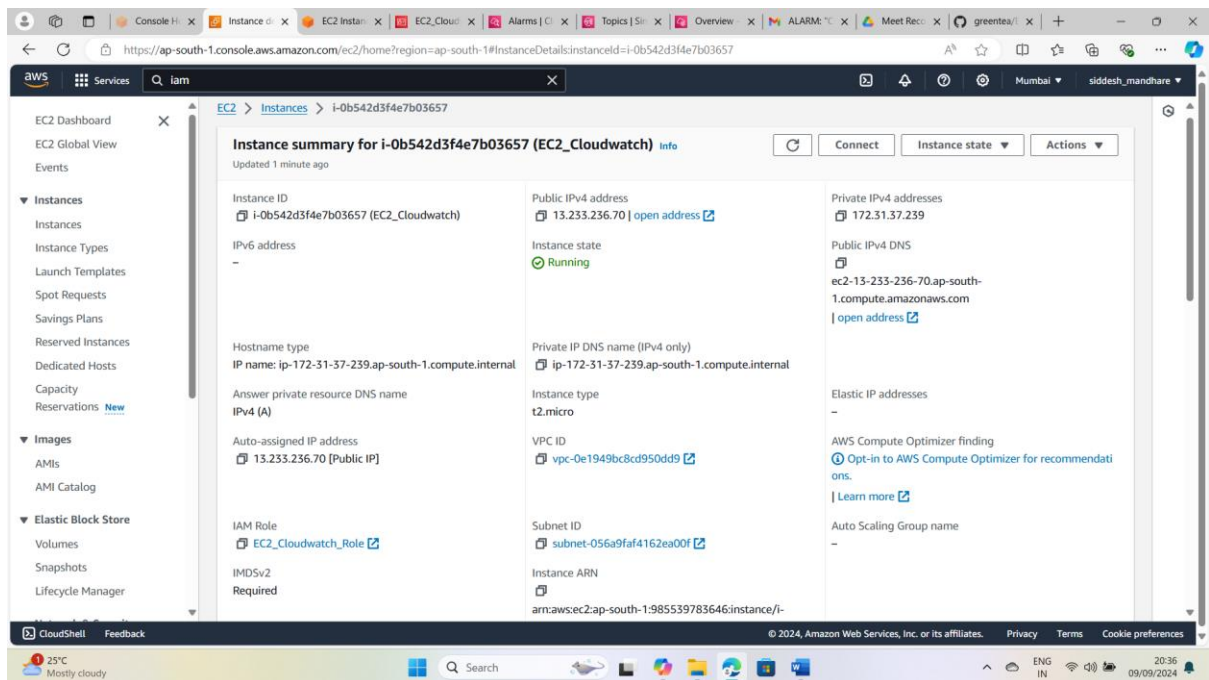 Console H
Instance d
EC2 Instan
EC2_Cloud
Alarms | Cl
Topics | Sim
Overview -
ALARM: "C
Meet Reco
greentea/
https://ap-south-1.console.aws.amazon.com/ec2/home?region=ap-south-1#InstanceDetails:instanceId=i-0b542d3f4e7b03657
aws
Services
iam
Mumbai
siddesh_mandhare
EC2 Dashboard
EC2 Global View
Events
Instances
Instances
Instance Types
Launch Templates
Spot Requests
Savings Plans
Reserved Instances
Dedicated Hosts
Capacity
Reservations New
Images
AMIs
AMI Catalog
Elastic Block Store
Volumes
Snapshots
Lifecycle Manager
EC2 > Instances > i-0b542d3f4e7b03657
Instance summary for i-0b542d3f4e7b03657 (EC2_Cloudwatch) Info
Updated 1 minute ago
Connect
Instance state
Actions
Instance ID
i-0b542d3f4e7b03657 (EC2_Cloudwatch)
Public IPv4 address
13.233.236.70 | open address
Private IPv4 addresses
172.31.37.239
IPv6 address
–
Instance state
Running
Public IPv4 DNS
ec2-13-233-236-70.ap-south-
1.compute.amazonaws.com
| open address
Hostname type
IP name: ip-172-31-37-239.ap-south-1.compute.internal
Private IP DNS name (IPv4 only)
ip-172-31-37-239.ap-south-1.compute.internal
Answer private resource DNS name
IPv4 (A)
Instance type
t2.micro
Elastic IP addresses
–
Auto-assigned IP address
13.233.236.70 [Public IP]
VPC ID
vpc-0e1949bc8cd950dd9
AWS Compute Optimizer finding
Opt-in to AWS Compute Optimizer for recommendati
ons.
| Learn more
IAM Role
EC2_Cloudwatch_Role
Subnet ID
subnet-056a9faf4162ea00f
Auto Scaling Group name
–
IMDSv2
Required
Instance ARN
arn:aws:ec2:ap-south-1:985539783646:instance/i-
CloudShell
Feedback
© 2024, Amazon Web Services, Inc. or its affiliates.
Privacy
Terms
Cookie preferences
1
25°C
Mostly cloudy
Search
ENG
IN
20:36
09/09/2024